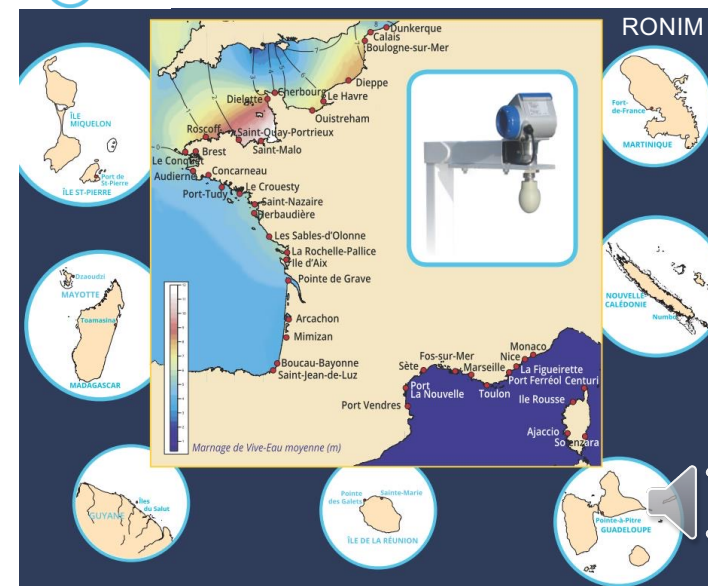 RONIM
Dunkerque
Calais
Boulogne-sur-Mer
Dieppe
Cherbourg
Le Havre
Dielette
Ouistreham
Roscoff
Saint-Quay-Portrieux
Saint-Malo
Brest
Le Conquet
Audierne
Concarneau
Port-Tudy
Le Crouesty
Saint-Nazaire
Herbaudière
Les Sables-d'Olonne
La Rochelle-Pallice
Ile d'Aix
Pointe de Grave
Arcachon
Mimizan
Boucau-Bayonne
Saint-Jean-de-Luz
Monaco
Nice
Fos-sur-Mer
Marseille
La Figueirette
Sète
Port Ferréol
Centuri
Port
La Nouvelle
Toulon
Ile Rousse
Port Vendres
Ajaccio
Solenzara
Marnage de Vive-Eau moyenne (m)
ÎLE
MIQUELON
Port de
St-Pierre
ÎLE ST-PIERRE
Dzaoudzi
MAYOTTE
Toamasina
MADAGASCAR
Îles
du Salut
GUYANE
Pointe
des Galets
Sainte-Marie
ÎLE DE LA RÉUNION
Fort-
de-France
MARTINIQUE
NOUVELLE-
CALÉDONIE
Numbo
Pointe-à-Pitre
GUADELOUPE